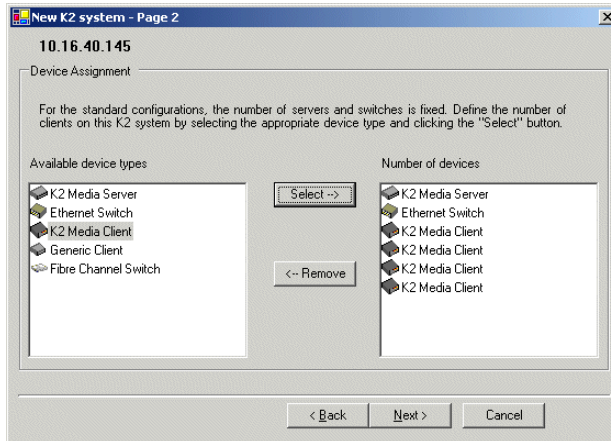 New K2 system - Page 2
10.16.40.145
Device Assignment
For the standard configurations, the number of servers and switches is fixed. Define the number of
clients on this K2 system by selecting the appropriate device type and clicking the "Select" button.
Available device types
Number of devices
K2 Media Server
Ethernet Switch
K2 Media Client
Generic Client
Fibre Channel Switch
Select -->
<-- Remove
K2 Media Server
Ethernet Switch
K2 Media Client
K2 Media Client
K2 Media Client
K2 Media Client
< Back
Next >
Cancel